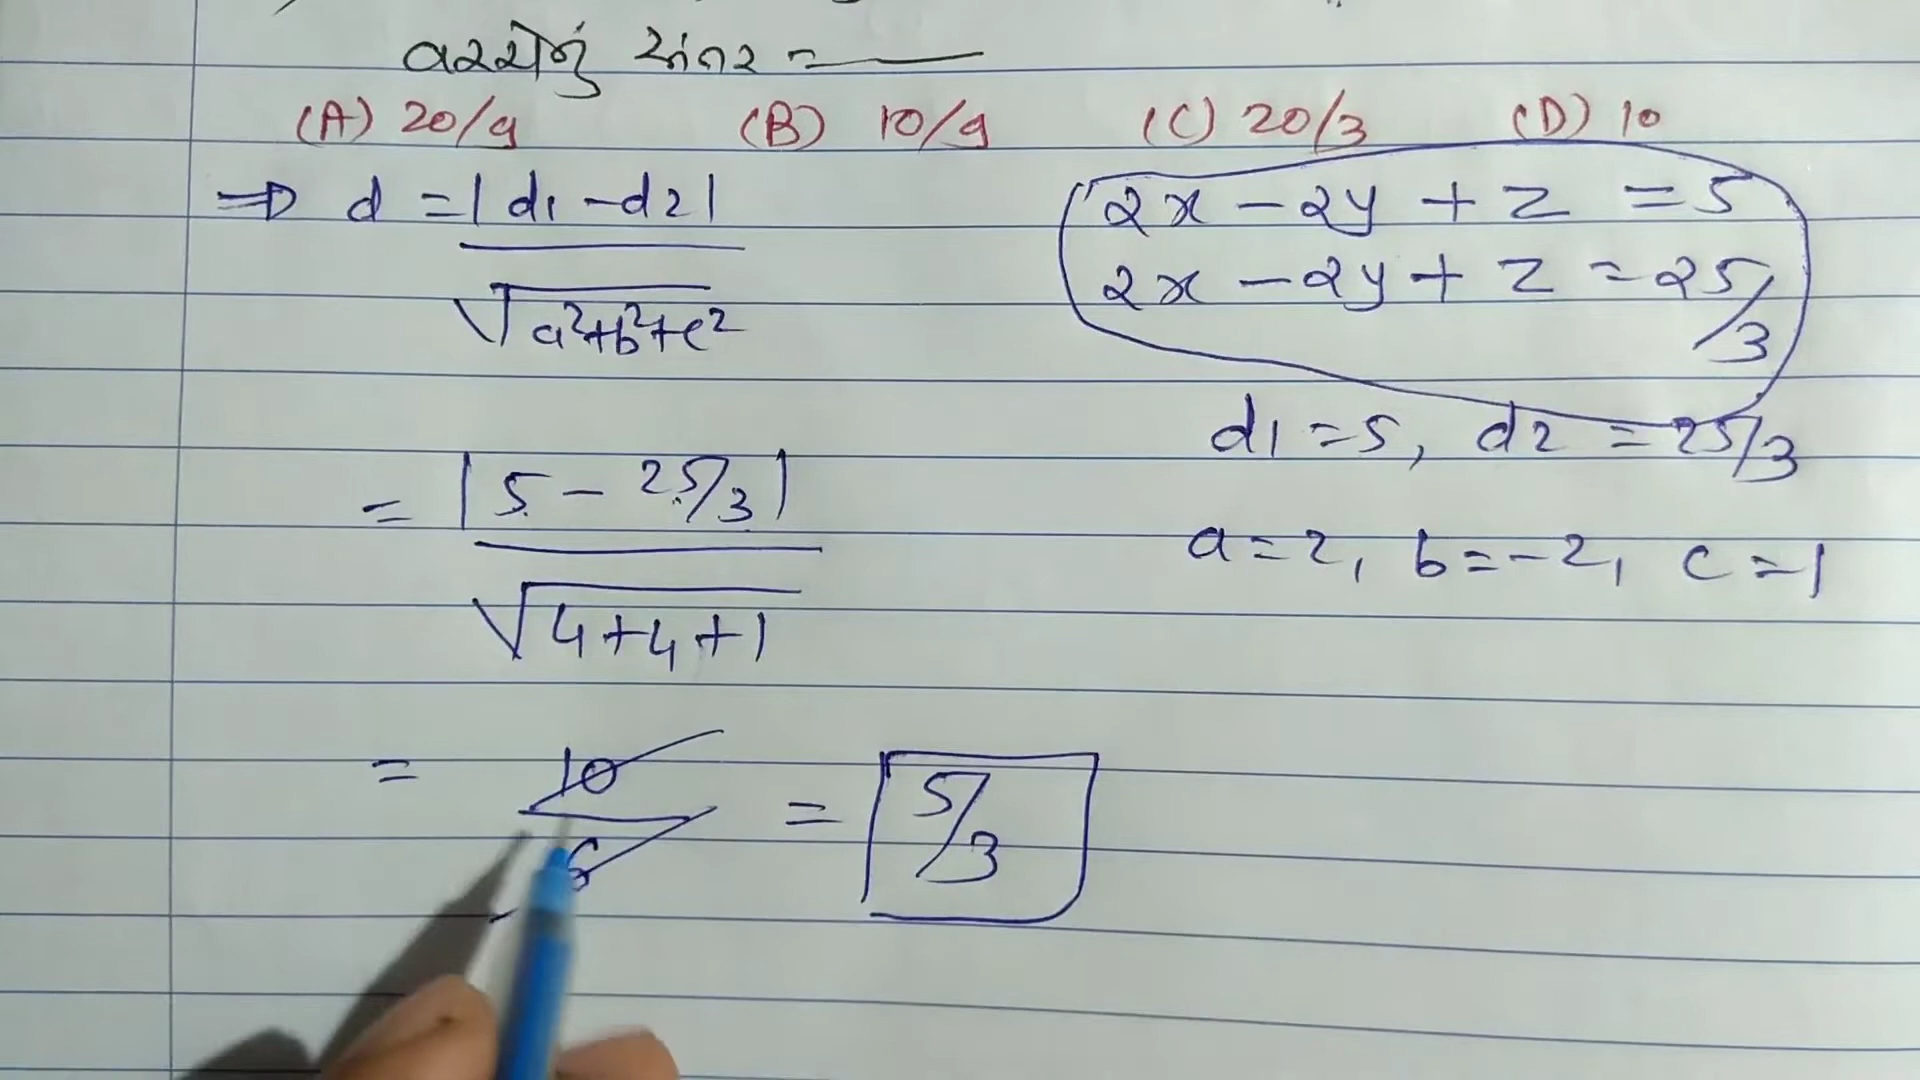 વચ્ચેનું અંતર = ___
(A) 20/9 (B) 10/9 (C) 20/3 (D) 10
⇒ d = |d1 - d2|
√a²+b²+c²
2x - 2y + z = 5
2x - 2y + z = 25/3
d1 = 5, d2 = 25/3
= |5 - 25/3|
√4+4+1
a = 2, b = -2, c = 1
= 10/6 = 5/3